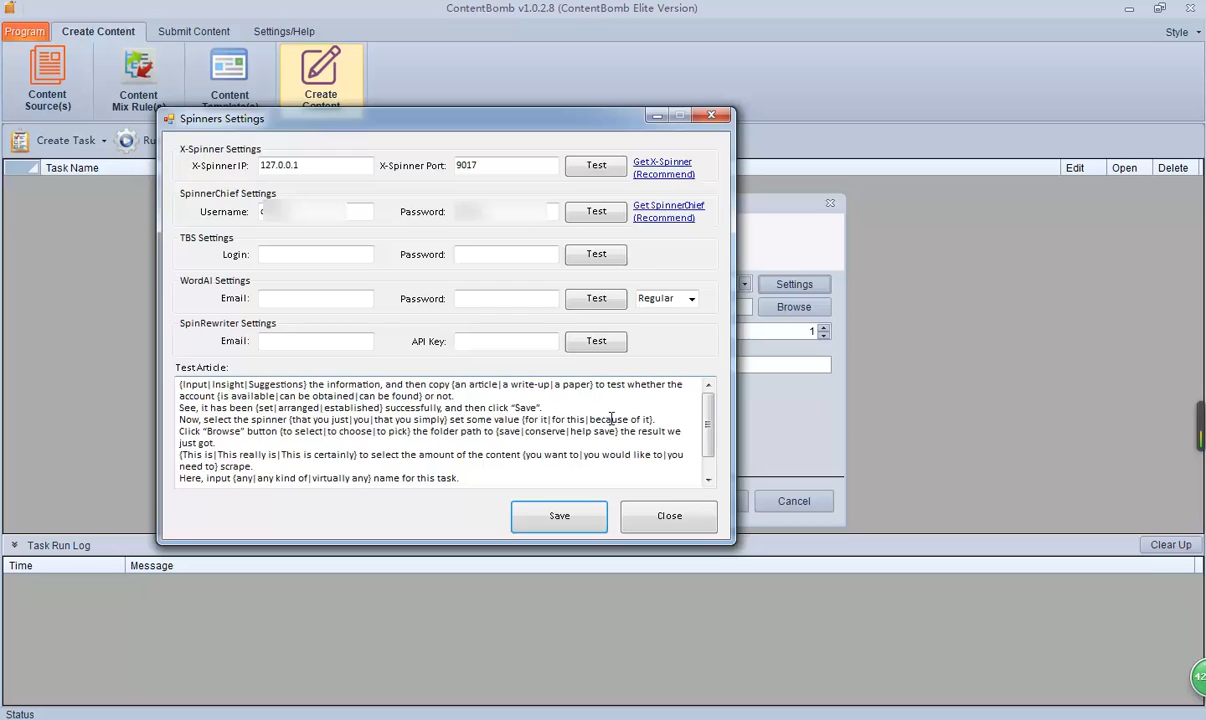 ContentBomb v1.0.2.8 (ContentBomb Elite Version)
Program
Create Content
Submit Content
Settings/Help
Style
Content
Source(s)
Content
Mix Rule(s)
Content
Template(s)
Create
Content
Spinners Settings
Create Task
Ru
Task Name
Edit
Open
Delete
X-Spinner Settings
X-Spinner IP:
127.0.0.1
X-Spinner Port:
9017
Test
Get X-Spinner
(Recommend)
SpinnerChief Settings
Username:
Password:
Test
Get SpinnerChief
(Recommend)
TBS Settings
Login:
Password:
Test
WordAI Settings
Email:
Password:
Test
Regular
SpinRewriter Settings
Email:
API Key:
Test
Settings
Browse
1
Test Article:
{Input|Insight|Suggestions} the information, and then copy {an article|a write-up|a paper} to test whether the
account {is available|can be obtained|can be found} or not.
See, it has been {set|arranged|established} successfully, and then click “Save”.
Now, select the spinner {that you just|you|that you simply} set some value {for it|for this|because of it}.
Click “Browse” button {to select|to choose|to pick} the folder path to {save|conserve|help save} the result we
just got.
{This is|This really is|This is certainly} to select the amount of the content {you want to|you would like to|you
need to} scrape.
Here, input {any|any kind of|virtually any} name for this task.
Save
Close
Cancel
Task Run Log
Clear Up
Time
Message
42
Status